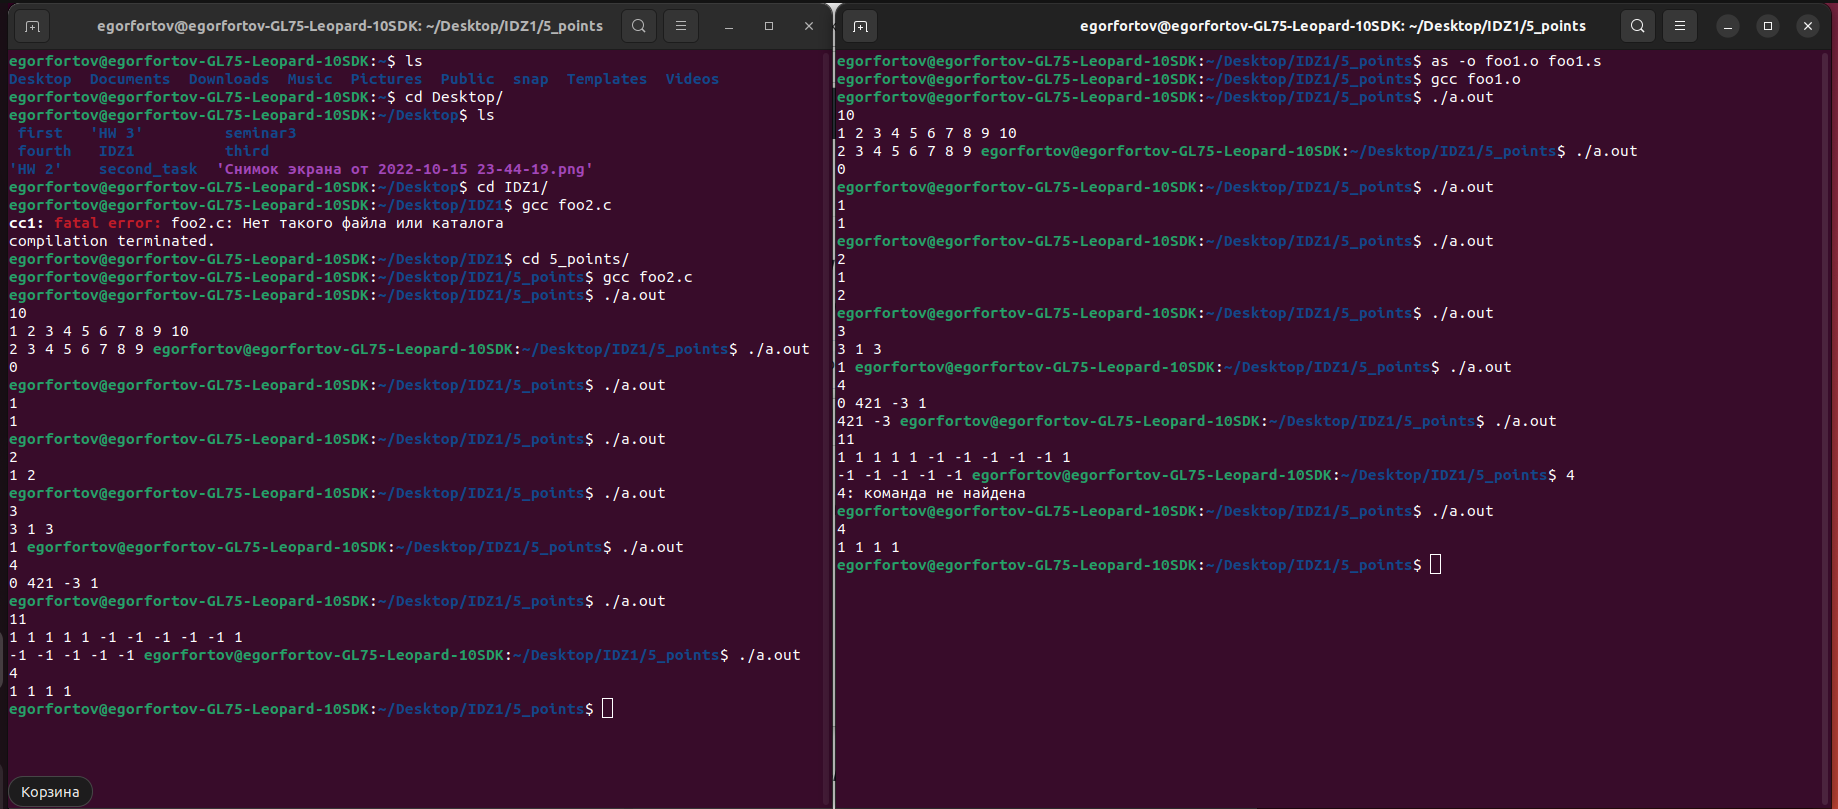 egorfortov@egorfortov-GL75-Leopard-10SDK: ~/Desktop/IDZ1/5_points
egorfortov@egorfortov-GL75-Leopard-10SDK:~$ ls
Desktop  Documents  Downloads  Music  Pictures  Public  snap  Templates  Videos
egorfortov@egorfortov-GL75-Leopard-10SDK:~$ cd Desktop/
egorfortov@egorfortov-GL75-Leopard-10SDK:~/Desktop$ ls
first   'HW 3'         seminar3
fourth   IDZ1          third
'HW 2'    second_task  'Снимок экрана от 2022-10-15 23-44-19.png'
egorfortov@egorfortov-GL75-Leopard-10SDK:~/Desktop$ cd IDZ1/
egorfortov@egorfortov-GL75-Leopard-10SDK:~/Desktop/IDZ1$ gcc foo2.c
cc1: fatal error: foo2.c: Нет такого файла или каталога
compilation terminated.
egorfortov@egorfortov-GL75-Leopard-10SDK:~/Desktop/IDZ1$ cd 5_points/
egorfortov@egorfortov-GL75-Leopard-10SDK:~/Desktop/IDZ1/5_points$ gcc foo2.c
egorfortov@egorfortov-GL75-Leopard-10SDK:~/Desktop/IDZ1/5_points$ ./a.out
10
1 2 3 4 5 6 7 8 9 10
2 3 4 5 6 7 8 9 egorfortov@egorfortov-GL75-Leopard-10SDK:~/Desktop/IDZ1/5_points$ ./a.out
0
egorfortov@egorfortov-GL75-Leopard-10SDK:~/Desktop/IDZ1/5_points$ ./a.out
1
1
egorfortov@egorfortov-GL75-Leopard-10SDK:~/Desktop/IDZ1/5_points$ ./a.out
2
1 2
egorfortov@egorfortov-GL75-Leopard-10SDK:~/Desktop/IDZ1/5_points$ ./a.out
3
3 1 3
1 egorfortov@egorfortov-GL75-Leopard-10SDK:~/Desktop/IDZ1/5_points$ ./a.out
4
0 421 -3 1
egorfortov@egorfortov-GL75-Leopard-10SDK:~/Desktop/IDZ1/5_points$ ./a.out
11
1 1 1 1 1 -1 -1 -1 -1 -1 1
-1 -1 -1 -1 -1 egorfortov@egorfortov-GL75-Leopard-10SDK:~/Desktop/IDZ1/5_points$ ./a.out
4
1 1 1 1
egorfortov@egorfortov-GL75-Leopard-10SDK:~/Desktop/IDZ1/5_points$
Корзина
egorfortov@egorfortov-GL75-Leopard-10SDK: ~/Desktop/IDZ1/5_points
egorfortov@egorfortov-GL75-Leopard-10SDK:~/Desktop/IDZ1/5_points$ as -o foo1.o foo1.s
egorfortov@egorfortov-GL75-Leopard-10SDK:~/Desktop/IDZ1/5_points$ gcc foo1.o
egorfortov@egorfortov-GL75-Leopard-10SDK:~/Desktop/IDZ1/5_points$ ./a.out
10
1 2 3 4 5 6 7 8 9 10
2 3 4 5 6 7 8 9 egorfortov@egorfortov-GL75-Leopard-10SDK:~/Desktop/IDZ1/5_points$ ./a.out
0
egorfortov@egorfortov-GL75-Leopard-10SDK:~/Desktop/IDZ1/5_points$ ./a.out
1
1
egorfortov@egorfortov-GL75-Leopard-10SDK:~/Desktop/IDZ1/5_points$ ./a.out
2
1
2
egorfortov@egorfortov-GL75-Leopard-10SDK:~/Desktop/IDZ1/5_points$ ./a.out
3
3 1 3
1 egorfortov@egorfortov-GL75-Leopard-10SDK:~/Desktop/IDZ1/5_points$ ./a.out
4
0 421 -3 1
421 -3 egorfortov@egorfortov-GL75-Leopard-10SDK:~/Desktop/IDZ1/5_points$ ./a.out
11
1 1 1 1 1 -1 -1 -1 -1 -1 1
-1 -1 -1 -1 -1 egorfortov@egorfortov-GL75-Leopard-10SDK:~/Desktop/IDZ1/5_points$ 4
4: команда не найдена
egorfortov@egorfortov-GL75-Leopard-10SDK:~/Desktop/IDZ1/5_points$ ./a.out
4
1 1 1 1
egorfortov@egorfortov-GL75-Leopard-10SDK:~/Desktop/IDZ1/5_points$